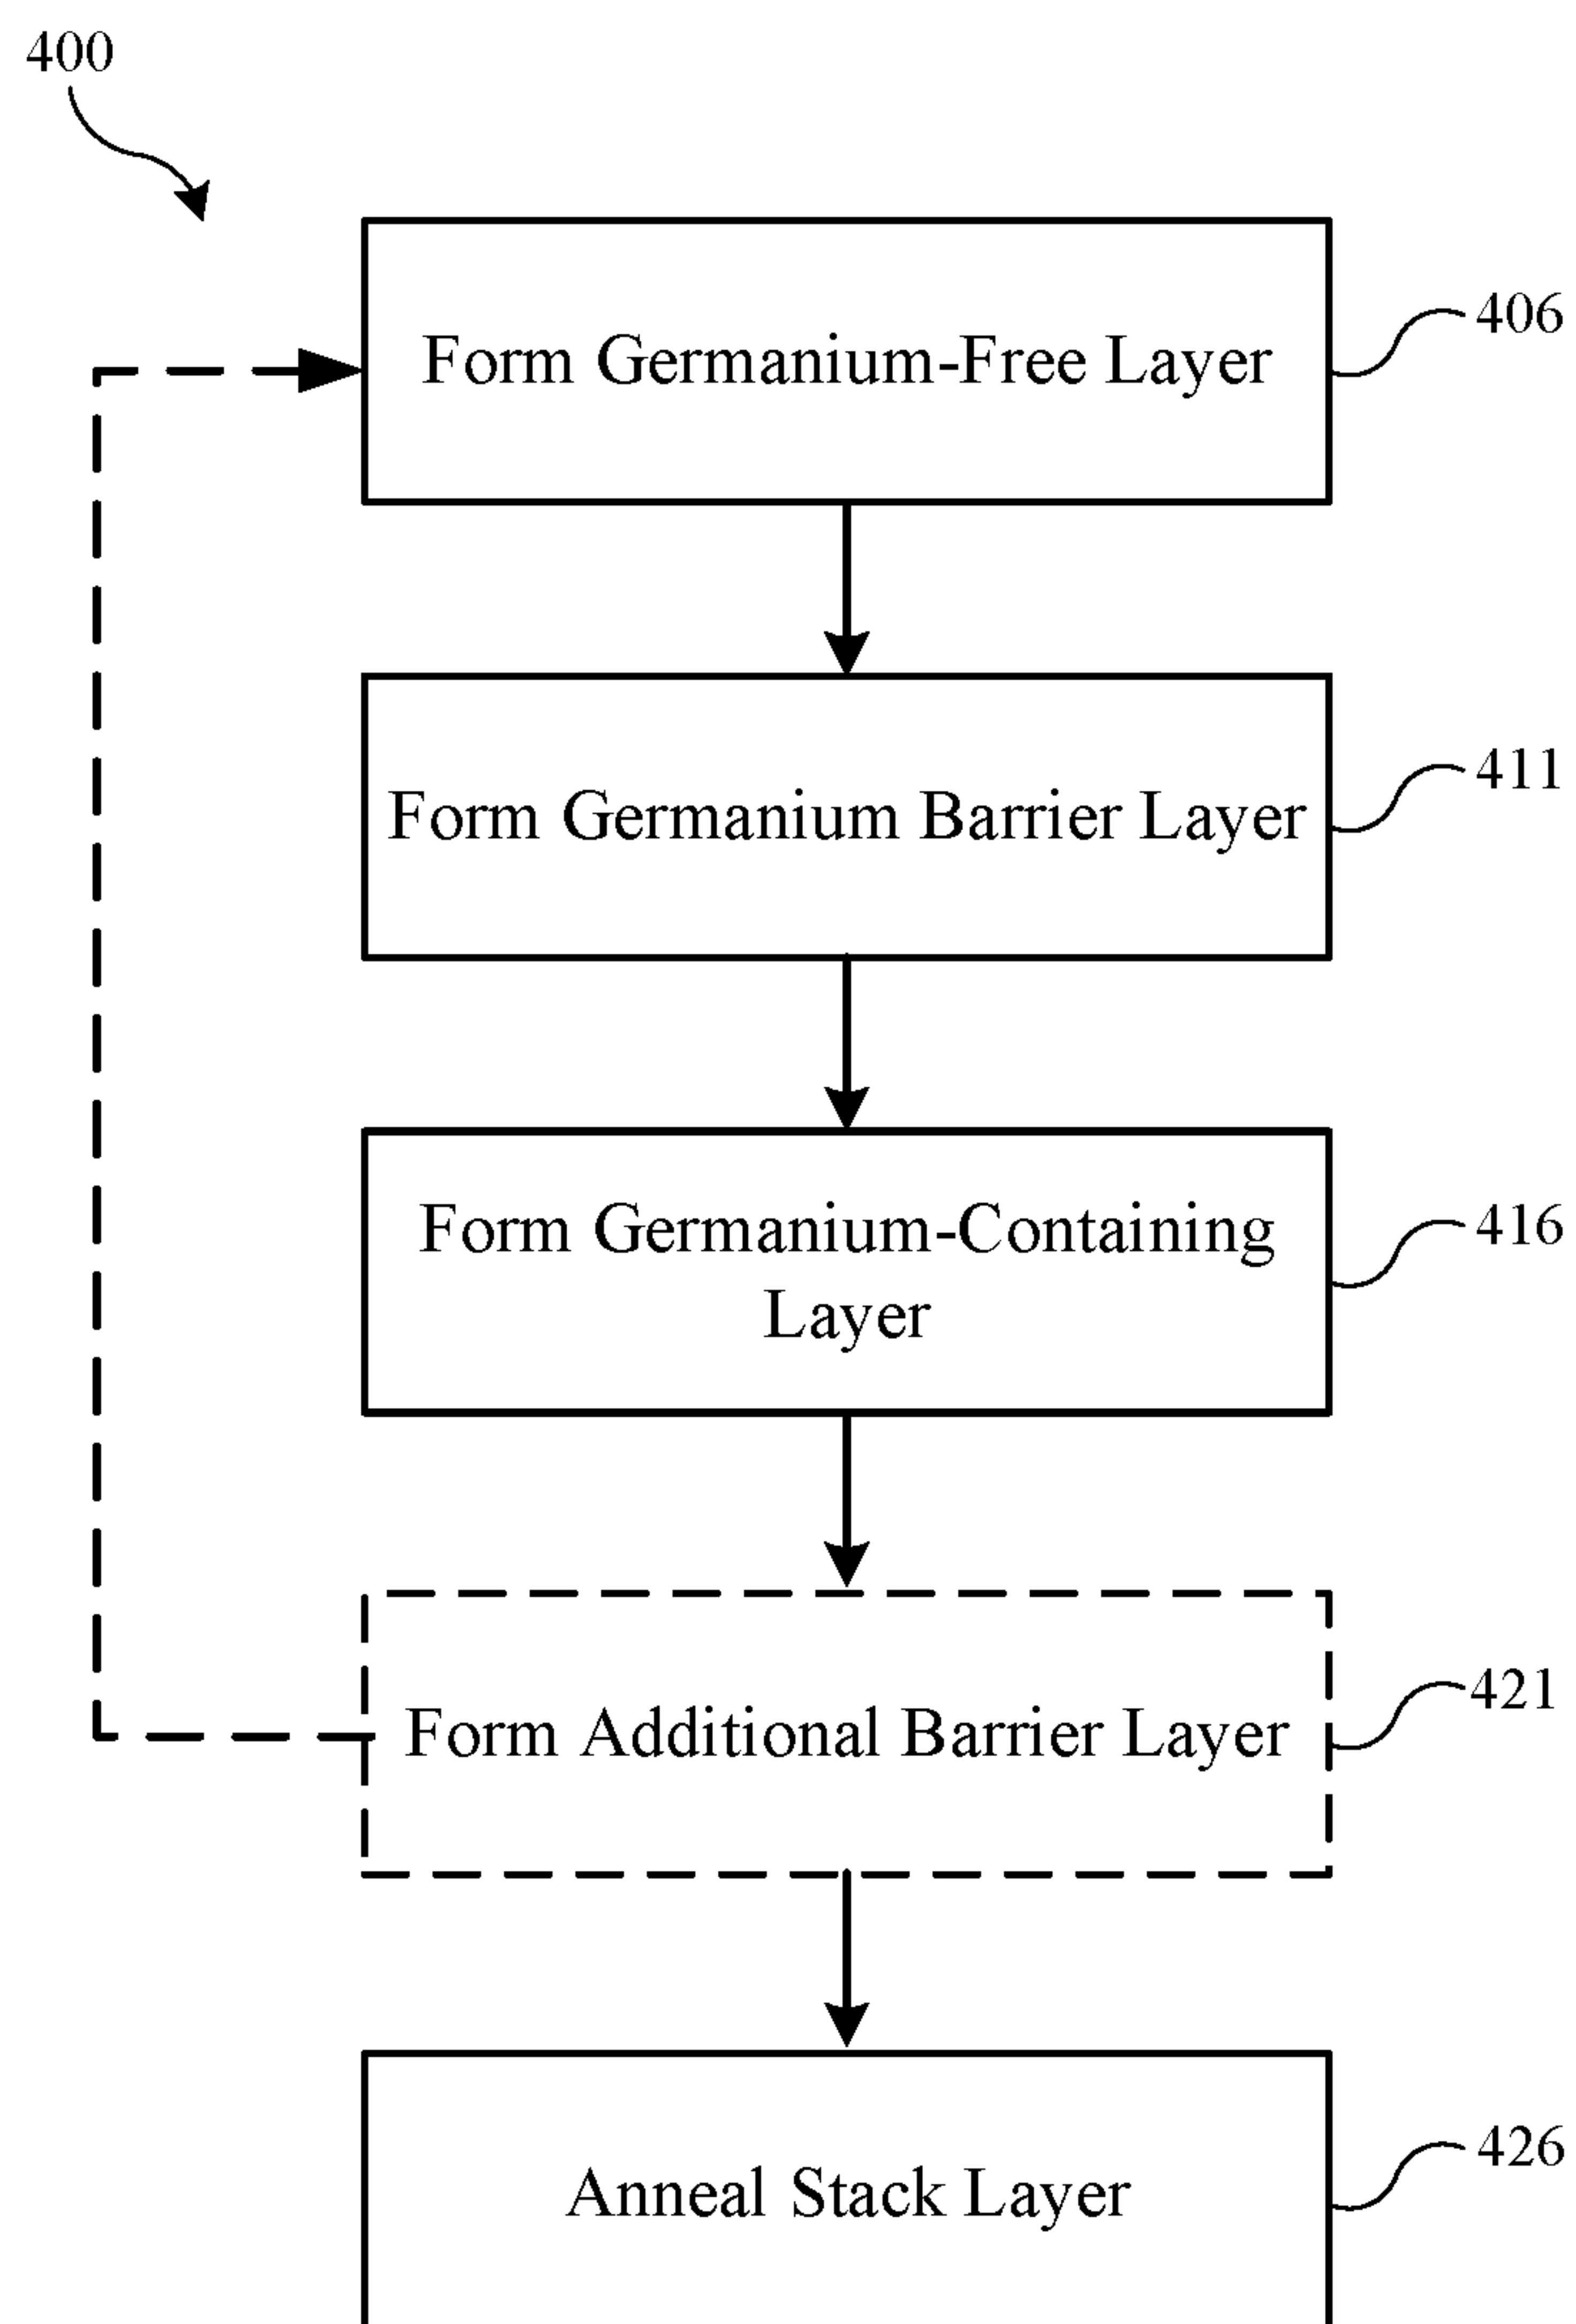 400
Form Germanium-Free Layer
406
Form Germanium Barrier Layer
411
Form Germanium-Containing
Layer
416
Form Additional Barrier Layer
421
Anneal Stack Layer
426